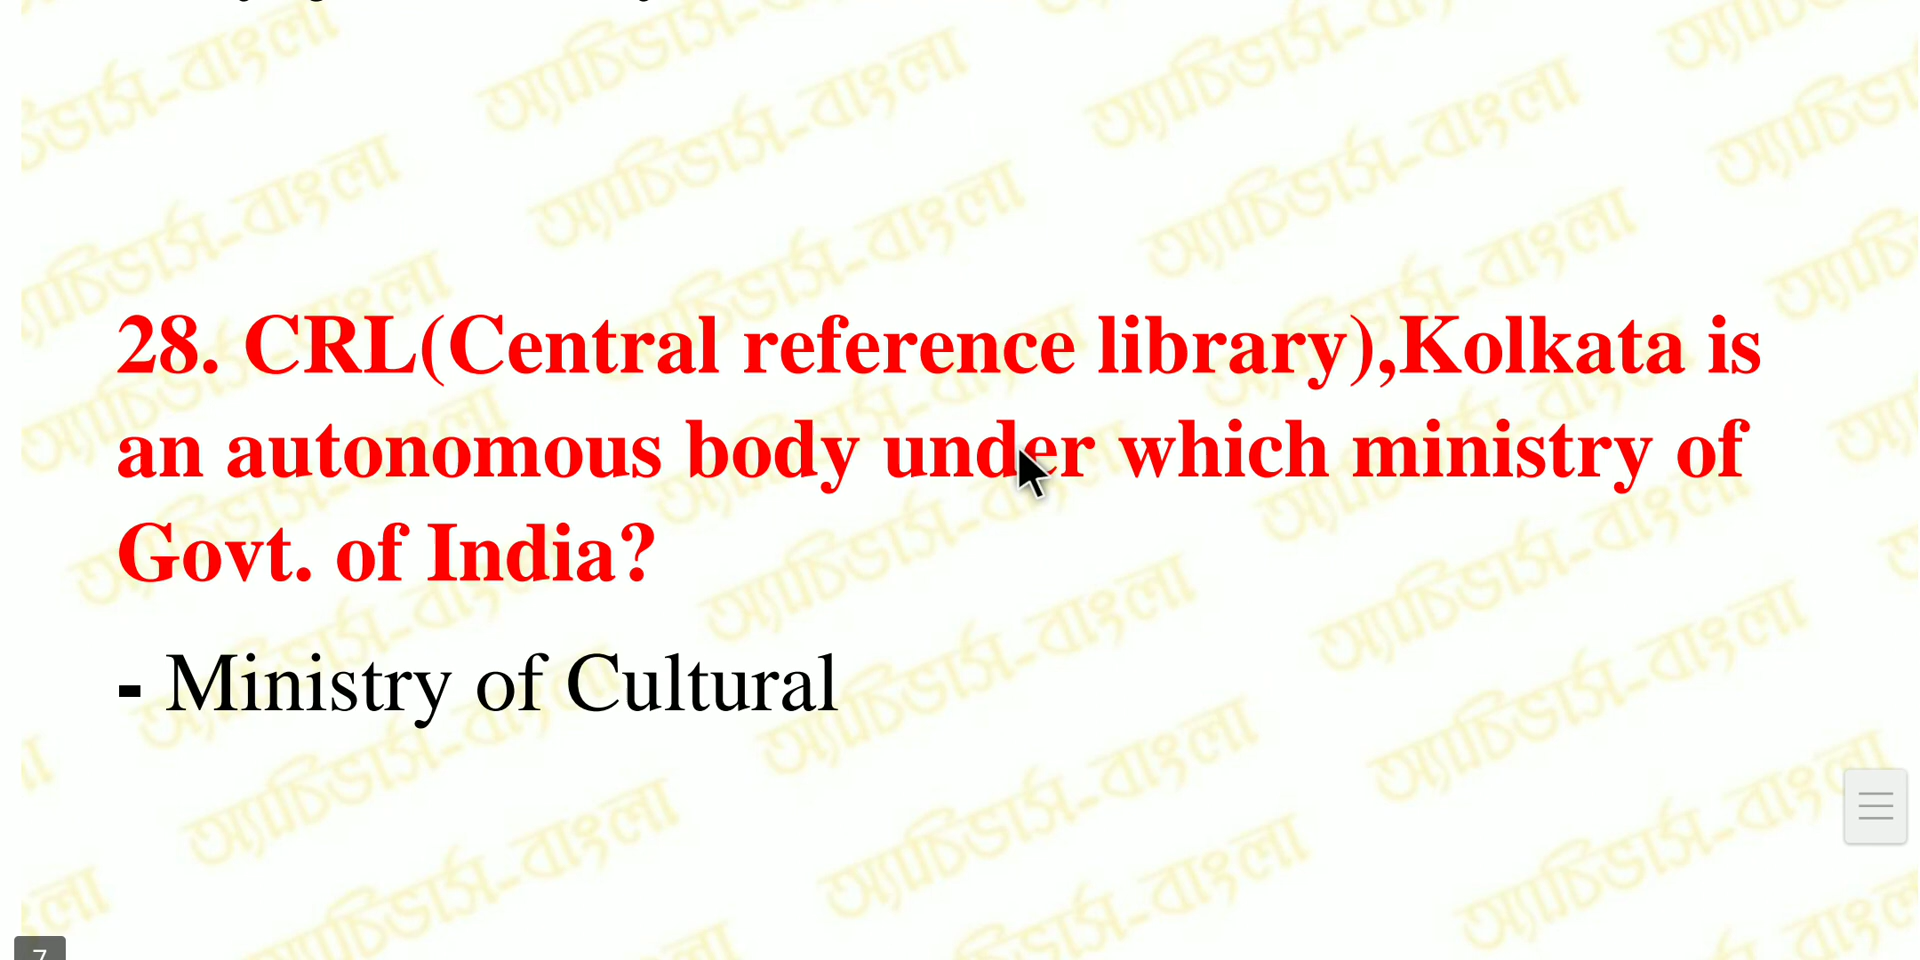 28. CRL(Central reference library),Kolkata is
an autonomous body under which ministry of
Govt. of India?
- Ministry of Cultural
অ্যাচিভার্স-বাংলা
7